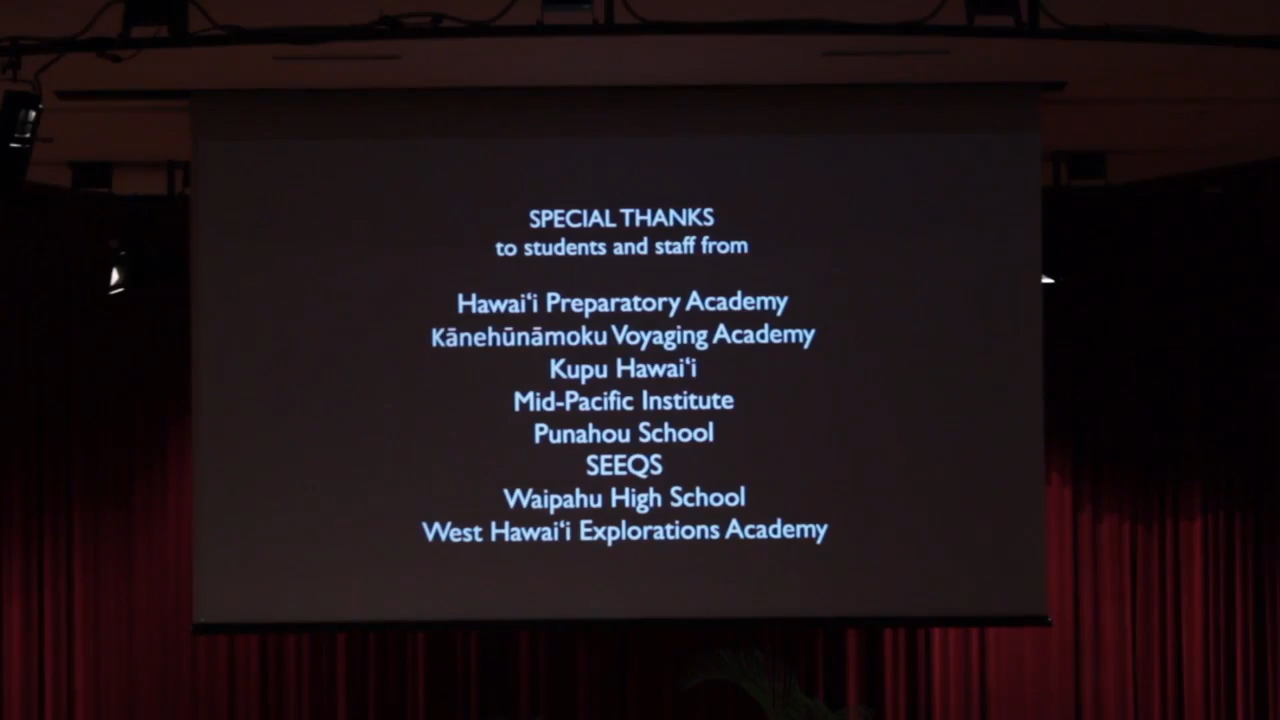 SPECIAL THANKS
to students and staff from
Hawaiʻi Preparatory Academy
Kānehūnāmoku Voyaging Academy
Kupu Hawaiʻi
Mid-Pacific Institute
Punahou School
SEEQS
Waipahu High School
West Hawaiʻi Explorations Academy